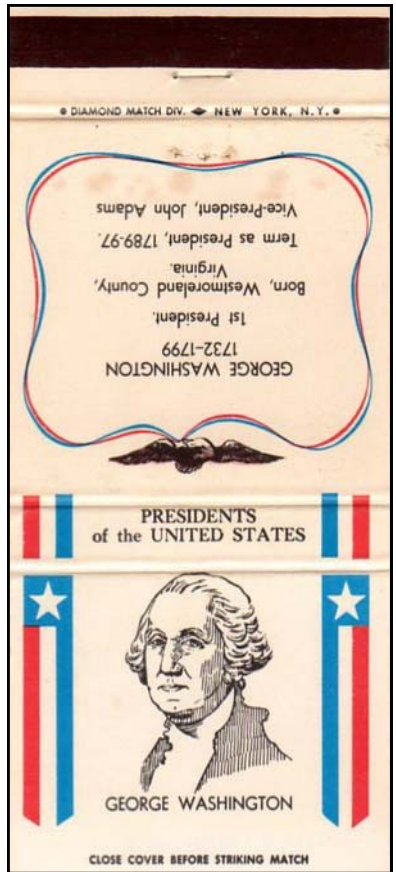 DIAMOND MATCH DIV. NEW YORK, N.Y.
GEORGE WASHINGTON
1732-1799
1st President.
Born, Westmoreland County,
Virginia.
Term as President, 1789-97.
Vice-President, John Adams
PRESIDENTS
of the UNITED STATES
GEORGE WASHINGTON
CLOSE COVER BEFORE STRIKING MATCH